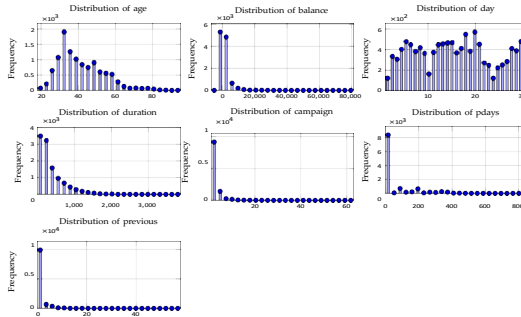 Distribution of age
×10³
Frequency
2
1.5
1
0.5
0
20 40 60 80
Distribution of balance
×10³
Frequency
6
4
2
0
0 20,000 40,000 60,000 80,000
Distribution of day
×10²
Frequency
6
4
2
0
10 20 30
Distribution of duration
×10³
Frequency
4
3
2
1
0
1,000 2,000 3,000
Distribution of campaign
×10⁴
Frequency
1
0.5
0
20 40 60
Distribution of pdays
×10³
Frequency
8
6
4
2
0
0 200 400 600 800
Distribution of previous
×10⁴
Frequency
1
0.5
0
0 20 40